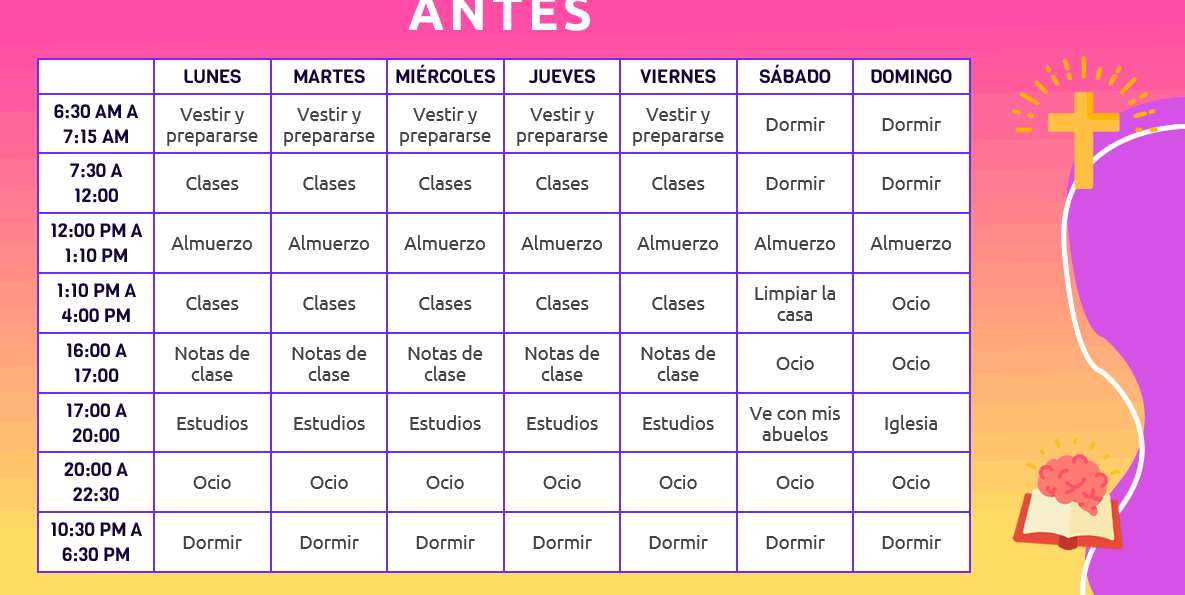 ANTES
LUNES MARTES MIÉRCOLES JUEVES VIERNES SÁBADO DOMINGO
6:30 AM A
7:15 AM
Vestir y
prepararse
Vestir y
prepararse
Vestir y
prepararse
Vestir y
prepararse
Vestir y
prepararse
Dormir
Dormir
7:30 A
12:00
Clases
Clases
Clases
Clases
Clases
Dormir
Dormir
12:00 PM A
1:10 PM
Almuerzo
Almuerzo
Almuerzo
Almuerzo
Almuerzo
Almuerzo
Almuerzo
1:10 PM A
4:00 PM
Clases
Clases
Clases
Clases
Clases
Limpiar la
casa
Ocio
16:00 A
17:00
Notas de
clase
Notas de
clase
Notas de
clase
Notas de
clase
Notas de
clase
Ocio
Ocio
17:00 A
20:00
Estudios
Estudios
Estudios
Estudios
Estudios
Ve con mis
abuelos
Iglesia
20:00 A
22:30
Ocio
Ocio
Ocio
Ocio
Ocio
Ocio
Ocio
10:30 PM A
6:30 PM
Dormir
Dormir
Dormir
Dormir
Dormir
Dormir
Dormir